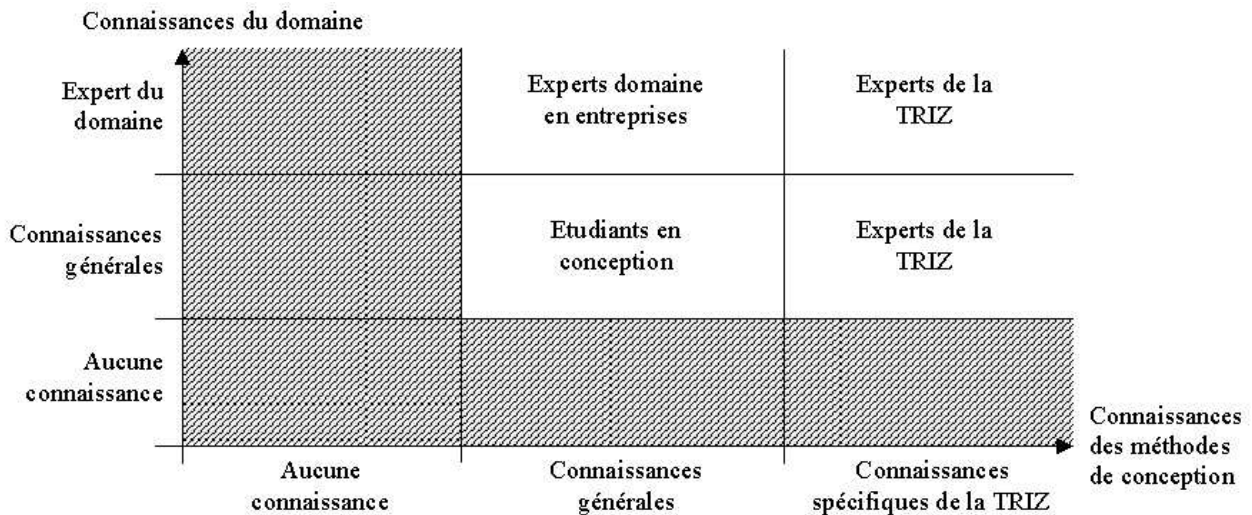 Connaissances du domaine
Expert du
domaine
Experts domaine
en entreprises
Experts de la
TRIZ
Connaissances
générales
Etudiants en
conception
Experts de la
TRIZ
Aucune
connaissance
Connaissances
des méthodes
de conception
Aucune
connaissance
Connaissances
générales
Connaissances
spécifiques de la TRIZ